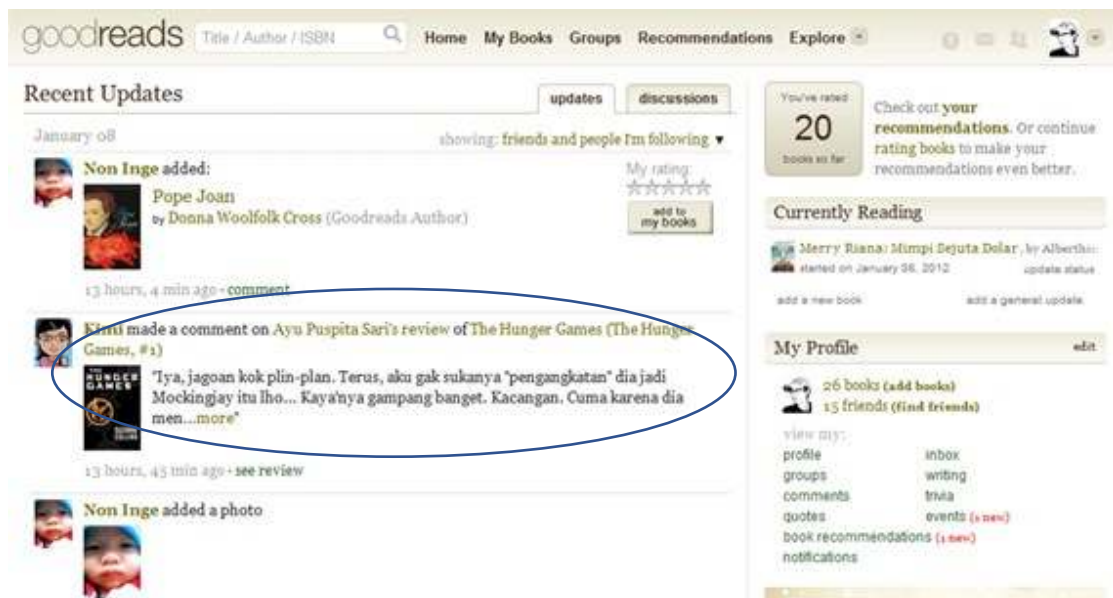 goodreads
Title / Author / ISBN
Home My Books Groups Recommendations Explore
Recent Updates
updates discussions
January 08
showing: friends and people I'm following ▼
Non Inge added:
Pope Joan
by Donna Woolfolk Cross (Goodreads Author)
My rating:
add to
my books
13 hours, 4 min ago - comment
Kimi made a comment on Ayu Puspita Sari's review of The Hunger Games (The Hunger
Games, #1)
THE
HUNGER
GAMES
"Iya, jagoan kok plin-plan. Terus, aku gak sukanya "pengangkatan" dia jadi
Mockingjay itu lho... Kaya'nya gampang banget. Kacangan. Cuma karena dia
men...more"
13 hours, 45 min ago - see review
Non Inge added a photo
You've rated
20
books so far
Check out your
recommendations. Or continue
rating books to make your
recommendations even better.
Currently Reading
Merry Riana: Mimpi Sejuta Dolar, by
started on January 08, 2012
update status
add a new book
add a general update
My Profile
edit
26 books (add books)
15 friends (find friends)
view my:
profile inbox
groups writing
comments trivia
quotes events (1 new)
book recommendations (1 new)
notifications